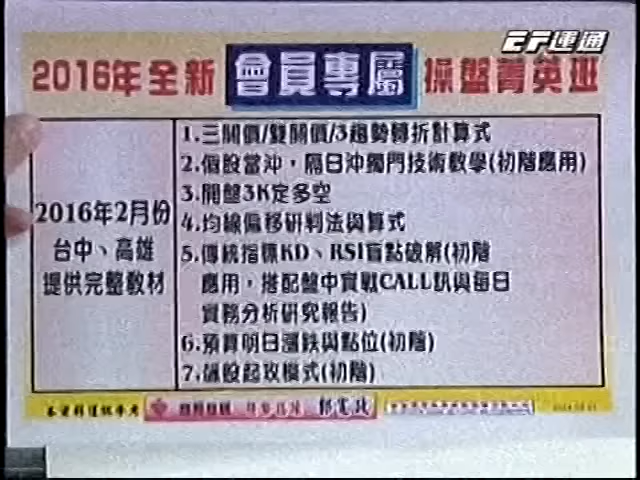 EF運通
2016年全新 會員專屬 操盤菁英班
2016年2月份
台中、高雄
提供完整教材
1.三關價/雙關價/3趨勢轉折計算式
2.個股當沖，隔日沖獨門技術教學(初階應用)
3.開盤3K定多空
4.均線偏移研判法與算式
5.傳統指標KD、RSI盲點破解(初階
應用，搭配盤中實戰CALL訊與每日
實務分析研究報告)
6.預算明日漲跌與點位(初階)
7.飆股起攻模式(初階)
本資料僅供參考